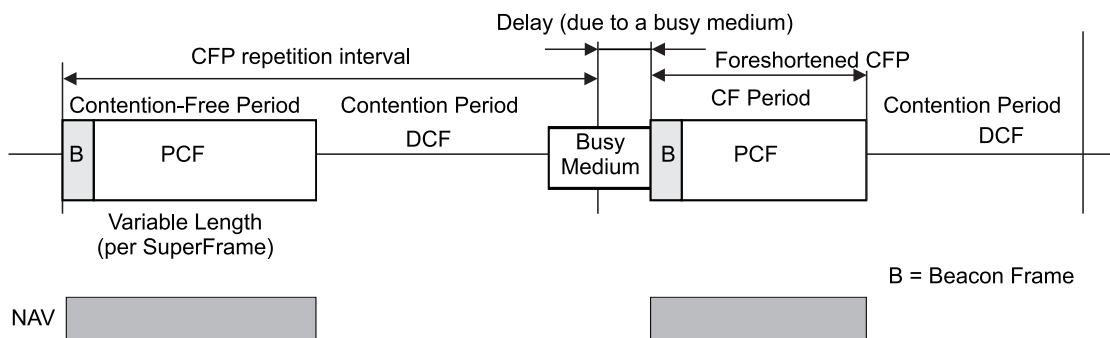 Delay (due to a busy medium)
CFP repetition interval
Foreshortened CFP
Contention-Free Period
Contention Period
CF Period
Contention Period
B
PCF
DCF
Busy
Medium
B
PCF
DCF
Variable Length
(per SuperFrame)
B = Beacon Frame
NAV